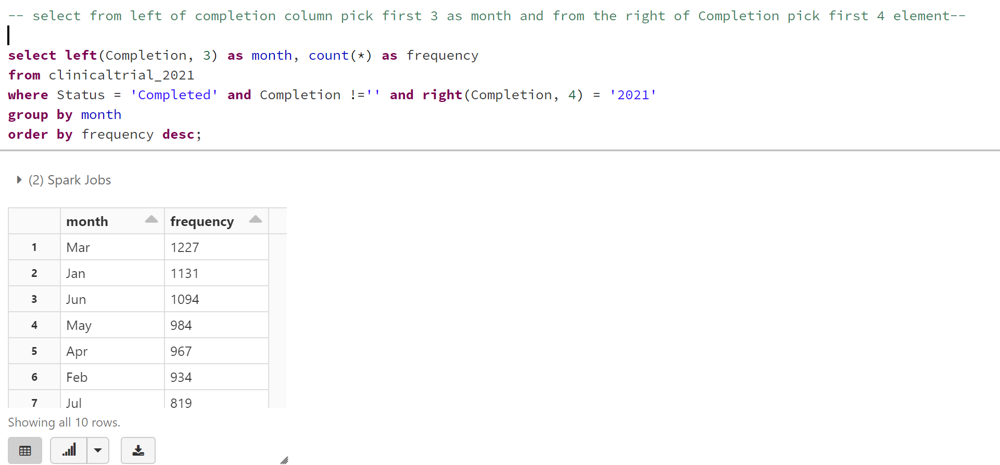 -- select from left of completion column pick first 3 as month and from the right of Completion pick first 4 element--
select left(Completion, 3) as month, count(*) as frequency
from clinicaltrial_2021
where Status = 'Completed' and Completion !='' and right(Completion, 4) = '2021'
group by month
order by frequency desc;
(2) Spark Jobs
month frequency
1 Mar 1227
2 Jan 1131
3 Jun 1094
4 May 984
5 Apr 967
6 Feb 934
7 Jul 819
Showing all 10 rows.